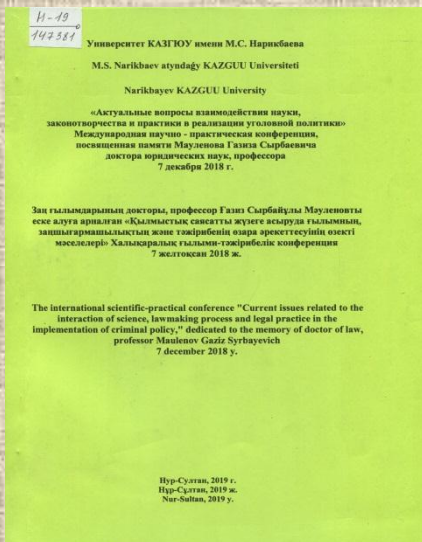 Н-19
147381
Университет КАЗГЮУ имени М.С. Нарикбаева
M.S. Narikbaev atyndaǵy KAZGUU Universiteti
Narikbayev KAZGUU University
«Актуальные вопросы взаимодействия науки,
законотворчества и практики в реализации уголовной политики»
Международная научно - практическая конференция,
посвященная памяти Мауленова Газиза Сырбаевича
доктора юридических наук, профессора
7 декабря 2018 г.
Заң ғылымдарының докторы, профессор Ғазиз Сырбайұлы Мәуленовты
еске алуға арналған «Қылмыстық саясатты жүзеге асыруда ғылымның,
заңшығармашылықтың және тәжірибенің өзара әрекеттесуінің өзекті
мәселелері» Халықаралық ғылыми-тәжірибелік конференция
7 желтоқсан 2018 ж.
The international scientific-practical conference "Current issues related to the
interaction of science, lawmaking process and legal practice in the
implementation of criminal policy," dedicated to the memory of doctor of law,
professor Maulenov Gaziz Syrbayevich
7 december 2018 y.
Нур-Султан, 2019 г.
Нұр-Сұлтан, 2019 ж.
Nur-Sultan, 2019 y.